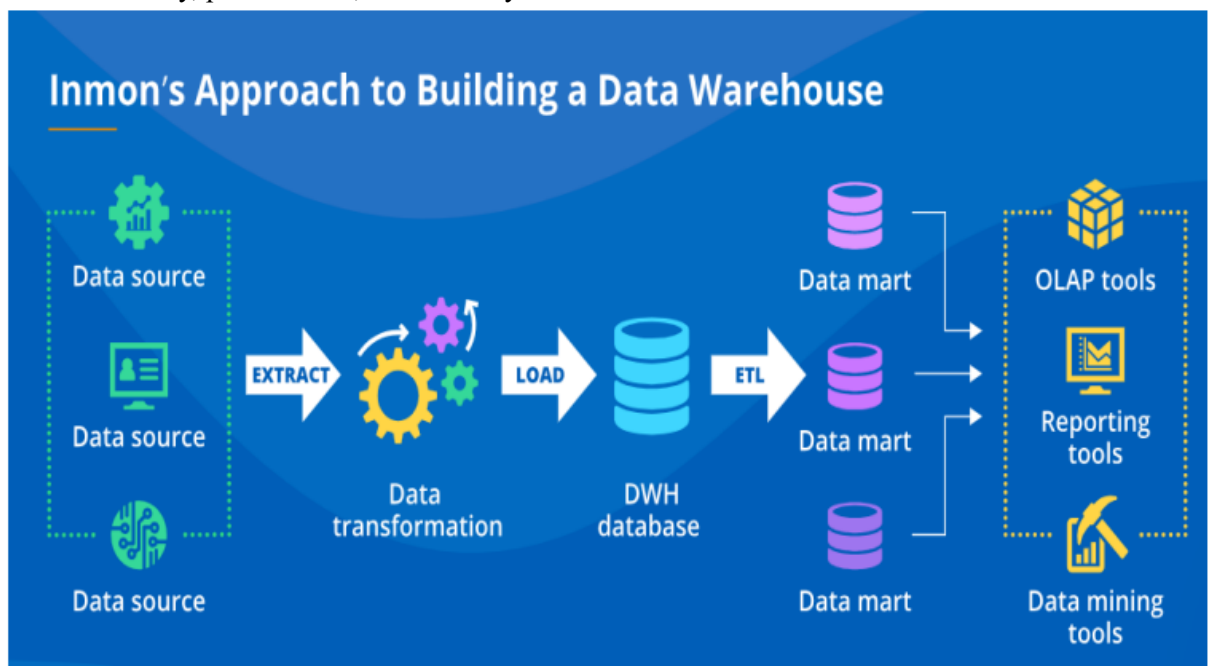 Inmon's Approach to Building a Data Warehouse
Data source
Data source
Data source
EXTRACT
Data
transformation
LOAD
DWH
database
ETL
Data mart
Data mart
Data mart
OLAP tools
Reporting
tools
Data mining
tools